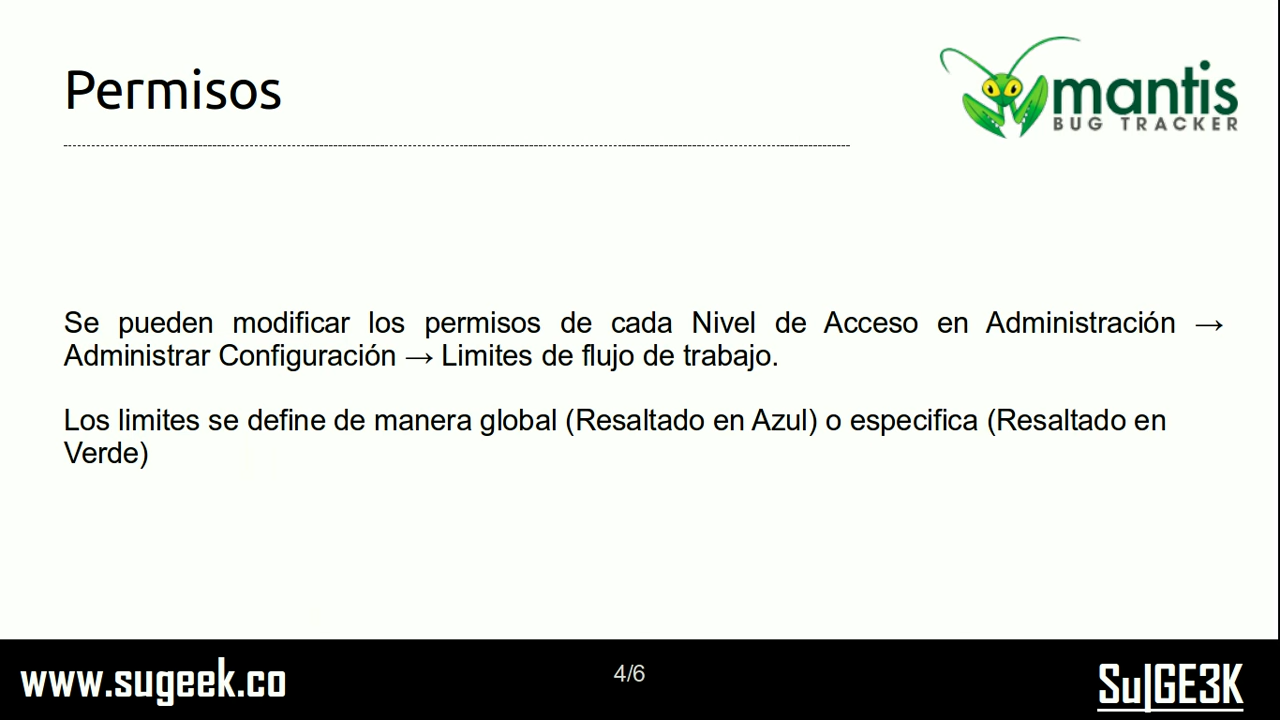 Permisos
mantis
BUG TRACKER
Se pueden modificar los permisos de cada Nivel de Acceso en Administración →
Administrar Configuración → Limites de flujo de trabajo.
Los limites se define de manera global (Resaltado en Azul) o especifica (Resaltado en
Verde)
www.sugeek.co
4/6
Su|GE3K